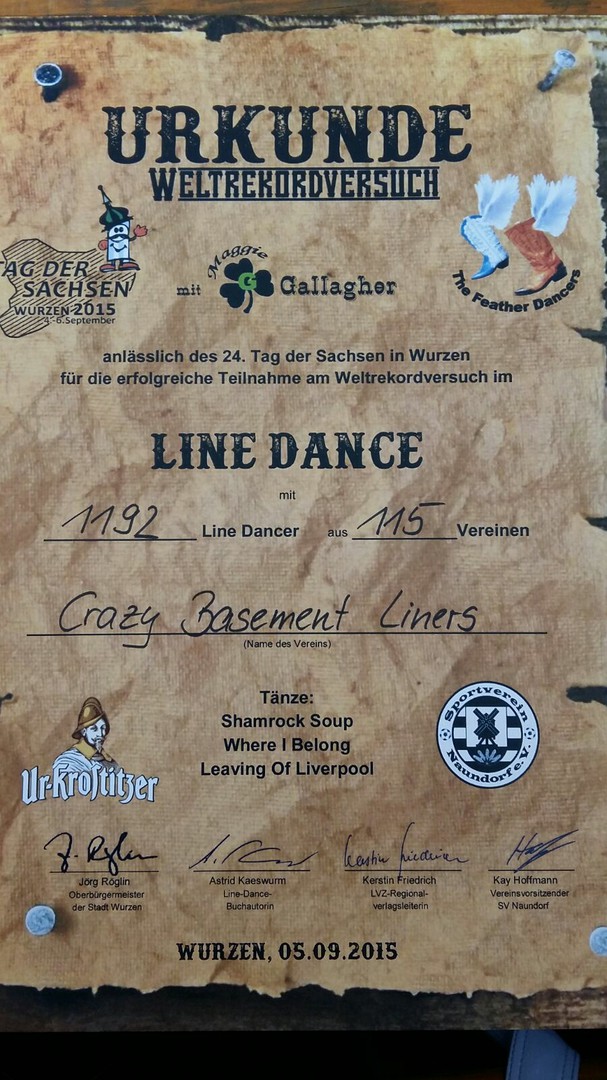 URKUNDE
WELTREKORDVERSUCH
TAG DER
SACHSEN
WURZEN 2015
4.-6. September
mit
Maggie
G
Gallagher
The Feather Dancers
anlässlich des 24. Tag der Sachsen in Wurzen
für die erfolgreiche Teilnahme am Weltrekordversuch im
LINE DANCE
mit
1192 Line Dancer aus 115 Vereinen
Crazy Basement Liners
(Name des Vereins)
Tänze:
Shamrock Soup
Where I Belong
Leaving Of Liverpool
Ur-Krostitzer
Sportverein
Naundorf e.V.
J. Röglin
Kerstin Friedrich
Jörg Röglin
Oberbürgermeister
der Stadt Wurzen
Astrid Kaeswurm
Line-Dance-
Buchautorin
Kerstin Friedrich
LVZ-Regional-
verlagsleiterin
Kay Hoffmann
Vereinsvorsitzender
SV Naundorf
WURZEN, 05.09.2015